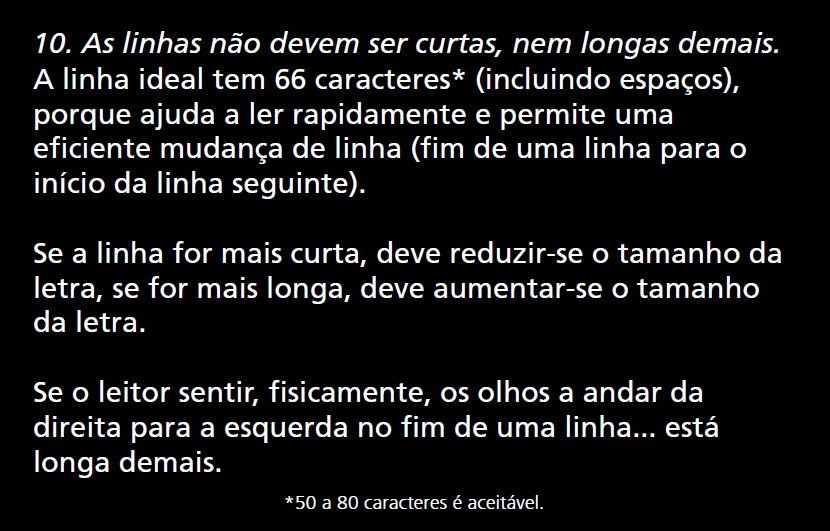 10. As linhas não devem ser curtas, nem longas demais.
A linha ideal tem 66 caracteres* (incluindo espaços),
porque ajuda a ler rapidamente e permite uma
eficiente mudança de linha (fim de uma linha para o
início da linha seguinte).
Se a linha for mais curta, deve reduzir-se o tamanho da
letra, se for mais longa, deve aumentar-se o tamanho
da letra.
Se o leitor sentir, fisicamente, os olhos a andar da
direita para a esquerda no fim de uma linha... está
longa demais.
*50 a 80 caracteres é aceitável.